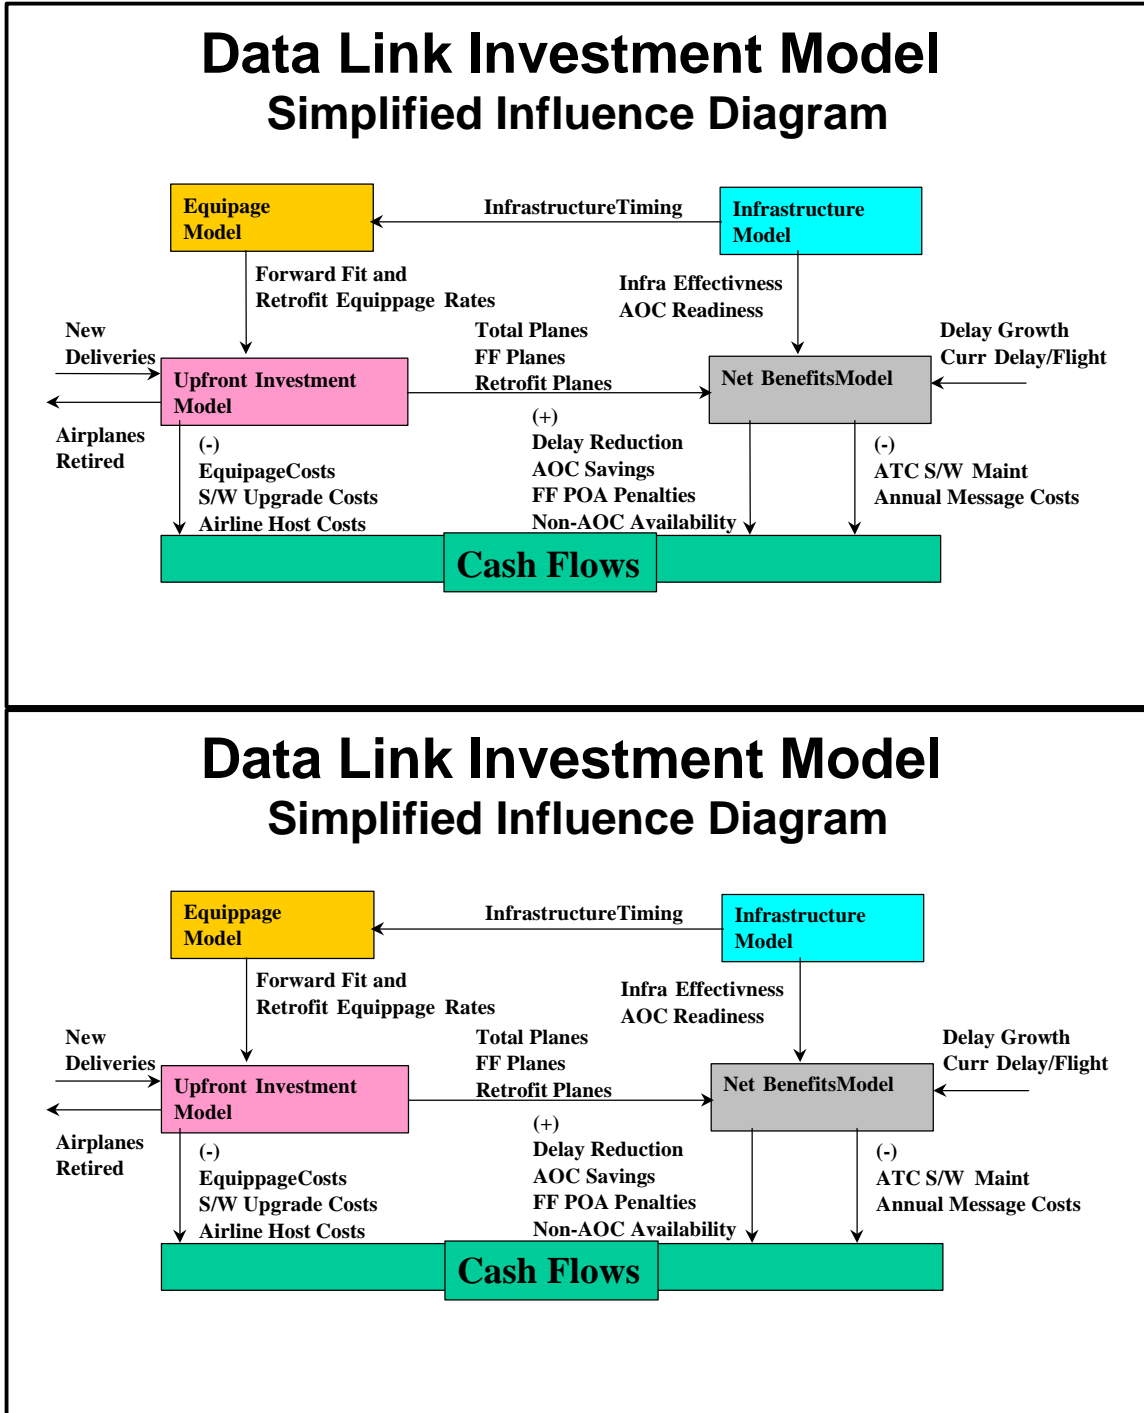 Data Link Investment Model
Simplified Influence Diagram
Equipage
Model
InfrastructureTiming
Infrastructure
Model
Forward Fit and
Retrofit Equippage Rates
Infra Effectivness
AOC Readiness
New
Deliveries
Total Planes
FF Planes
Retrofit Planes
Delay Growth
Curr Delay/Flight
Upfront Investment
Model
Net BenefitsModel
Airplanes
Retired
(-)
EquipageCosts
S/W Upgrade Costs
Airline Host Costs
(+)
Delay Reduction
AOC Savings
FF POA Penalties
Non-AOC Availability
(-)
ATC S/W Maint
Annual Message Costs
Cash Flows
Data Link Investment Model
Simplified Influence Diagram
Equippage
Model
InfrastructureTiming
Infrastructure
Model
Forward Fit and
Retrofit Equippage Rates
Infra Effectivness
AOC Readiness
New
Deliveries
Total Planes
FF Planes
Retrofit Planes
Delay Growth
Curr Delay/Flight
Upfront Investment
Model
Net BenefitsModel
Airplanes
Retired
(-)
EquippageCosts
S/W Upgrade Costs
Airline Host Costs
(+)
Delay Reduction
AOC Savings
FF POA Penalties
Non-AOC Availability
(-)
ATC S/W Maint
Annual Message Costs
Cash Flows